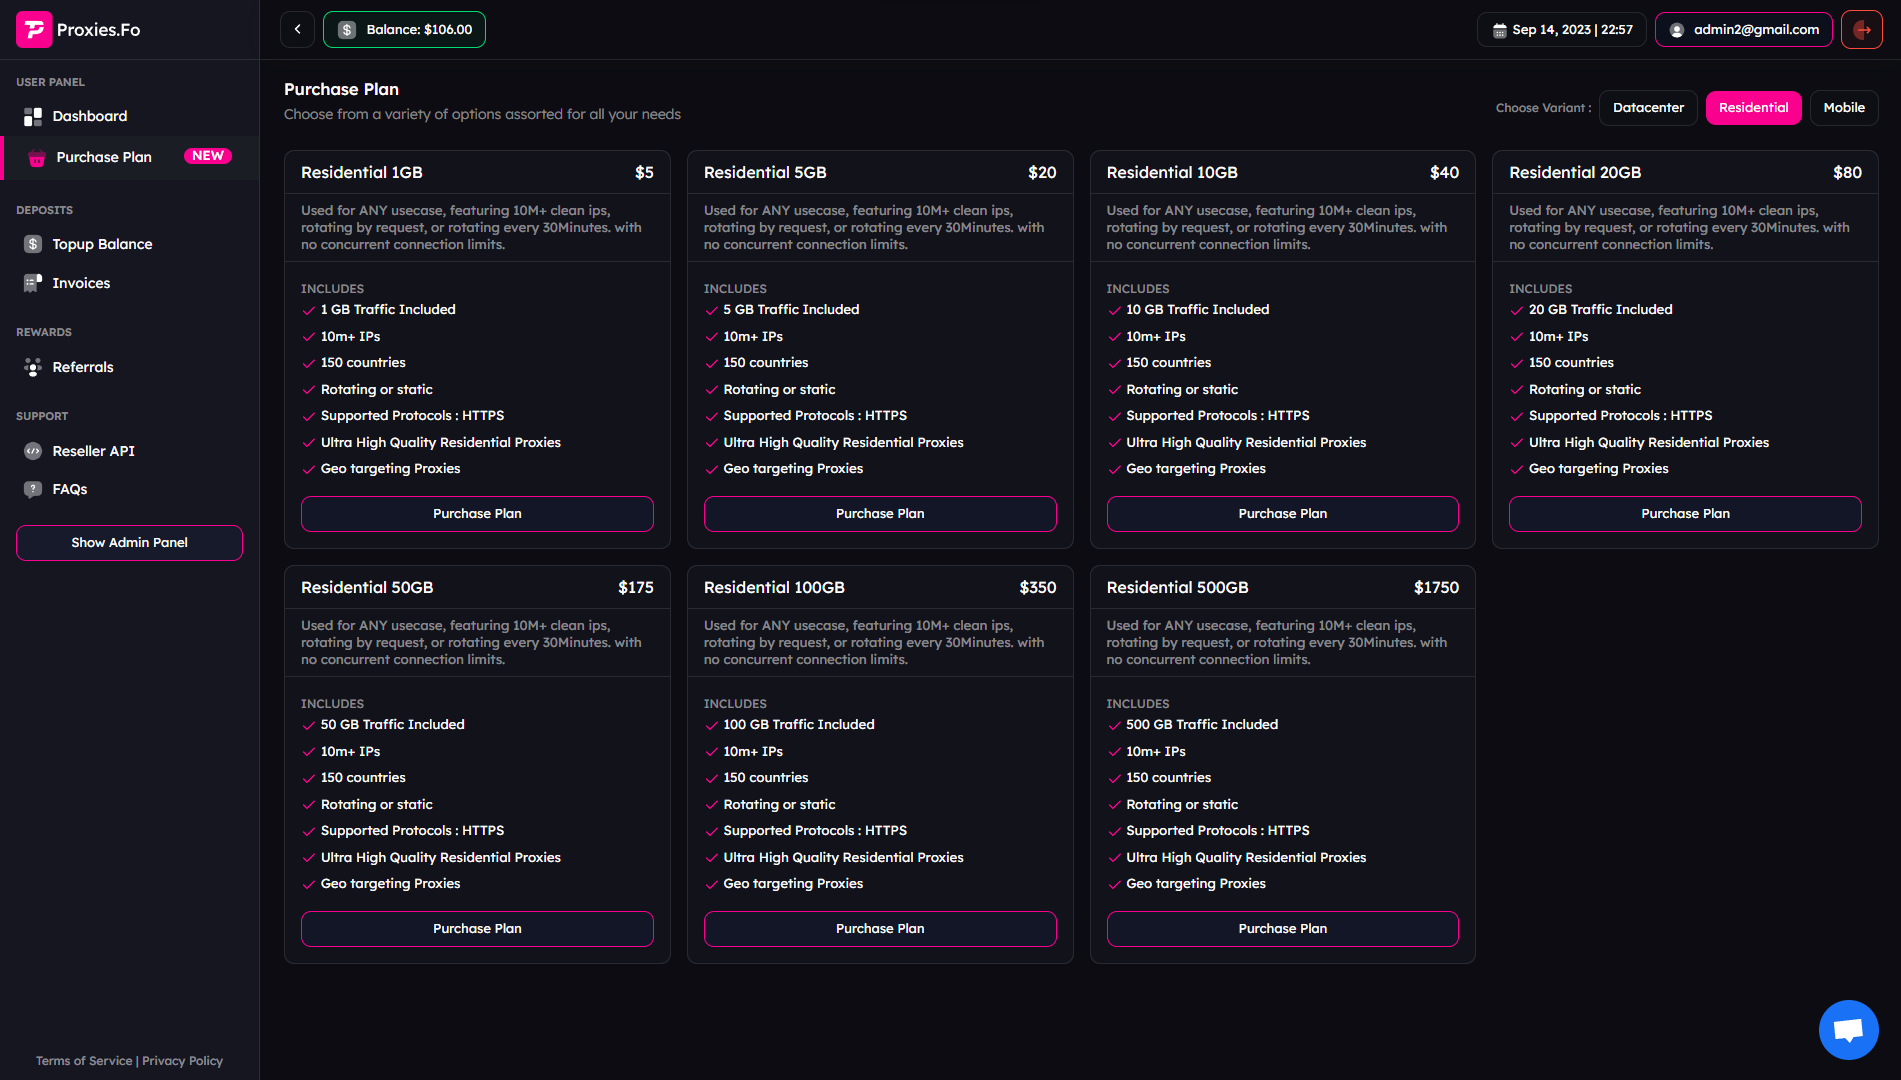 Proxies.Fo
Balance: $106.00
Sep 14, 2023 | 22:57
admin2@gmail.com
USER PANEL
Dashboard
Purchase Plan NEW
DEPOSITS
Topup Balance
Invoices
REWARDS
Referrals
SUPPORT
Reseller API
FAQs
Show Admin Panel
Terms of Service | Privacy Policy
Purchase Plan
Choose from a variety of options assorted for all your needs
Choose Variant : Datacenter Residential Mobile
Residential 1GB $5
Used for ANY usecase, featuring 10M+ clean ips,
rotating by request, or rotating every 30Minutes. with
no concurrent connection limits.
INCLUDES
1 GB Traffic Included
10m+ IPs
150 countries
Rotating or static
Supported Protocols : HTTPS
Ultra High Quality Residential Proxies
Geo targeting Proxies
Purchase Plan
Residential 5GB $20
Used for ANY usecase, featuring 10M+ clean ips,
rotating by request, or rotating every 30Minutes. with
no concurrent connection limits.
INCLUDES
5 GB Traffic Included
10m+ IPs
150 countries
Rotating or static
Supported Protocols : HTTPS
Ultra High Quality Residential Proxies
Geo targeting Proxies
Purchase Plan
Residential 10GB $40
Used for ANY usecase, featuring 10M+ clean ips,
rotating by request, or rotating every 30Minutes. with
no concurrent connection limits.
INCLUDES
10 GB Traffic Included
10m+ IPs
150 countries
Rotating or static
Supported Protocols : HTTPS
Ultra High Quality Residential Proxies
Geo targeting Proxies
Purchase Plan
Residential 20GB $80
Used for ANY usecase, featuring 10M+ clean ips,
rotating by request, or rotating every 30Minutes. with
no concurrent connection limits.
INCLUDES
20 GB Traffic Included
10m+ IPs
150 countries
Rotating or static
Supported Protocols : HTTPS
Ultra High Quality Residential Proxies
Geo targeting Proxies
Purchase Plan
Residential 50GB $175
Used for ANY usecase, featuring 10M+ clean ips,
rotating by request, or rotating every 30Minutes. with
no concurrent connection limits.
INCLUDES
50 GB Traffic Included
10m+ IPs
150 countries
Rotating or static
Supported Protocols : HTTPS
Ultra High Quality Residential Proxies
Geo targeting Proxies
Purchase Plan
Residential 100GB $350
Used for ANY usecase, featuring 10M+ clean ips,
rotating by request, or rotating every 30Minutes. with
no concurrent connection limits.
INCLUDES
100 GB Traffic Included
10m+ IPs
150 countries
Rotating or static
Supported Protocols : HTTPS
Ultra High Quality Residential Proxies
Geo targeting Proxies
Purchase Plan
Residential 500GB $1750
Used for ANY usecase, featuring 10M+ clean ips,
rotating by request, or rotating every 30Minutes. with
no concurrent connection limits.
INCLUDES
500 GB Traffic Included
10m+ IPs
150 countries
Rotating or static
Supported Protocols : HTTPS
Ultra High Quality Residential Proxies
Geo targeting Proxies
Purchase Plan